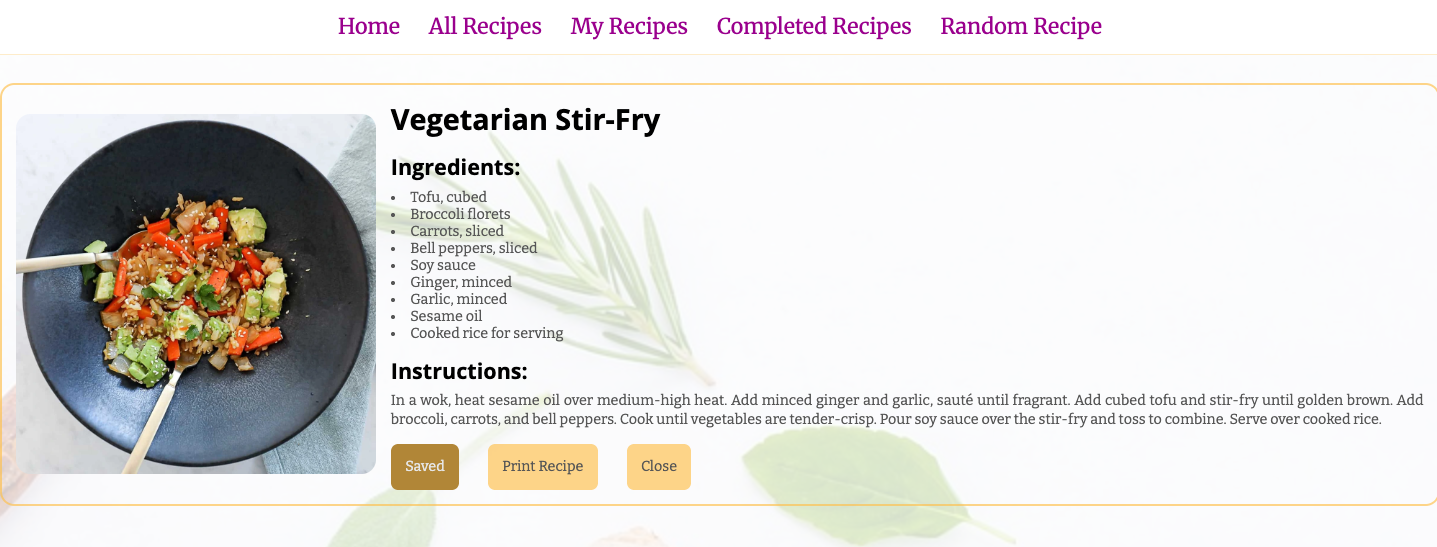 Home All Recipes My Recipes Completed Recipes Random Recipe
Vegetarian Stir-Fry
Ingredients:
• Tofu, cubed
• Broccoli florets
• Carrots, sliced
• Bell peppers, sliced
• Soy sauce
• Ginger, minced
• Garlic, minced
• Sesame oil
• Cooked rice for serving
Instructions:
In a wok, heat sesame oil over medium-high heat. Add minced ginger and garlic, sauté until fragrant. Add cubed tofu and stir-fry until golden brown. Add
broccoli, carrots, and bell peppers. Cook until vegetables are tender-crisp. Pour soy sauce over the stir-fry and toss to combine. Serve over cooked rice.
Saved Print Recipe Close